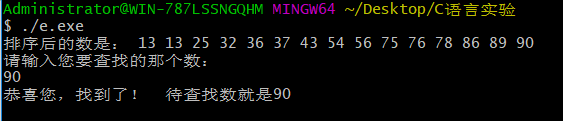 Administrator@WIN-787LSSNGQHM MINGW64 ~/Desktop/C语言实验
$ ./e.exe
排序后的数是： 13 13 25 32 36 37 43 54 56 75 76 78 86 89 90
请输入您要查找的那个数：
90
恭喜您，找到了！  待查找数就是90